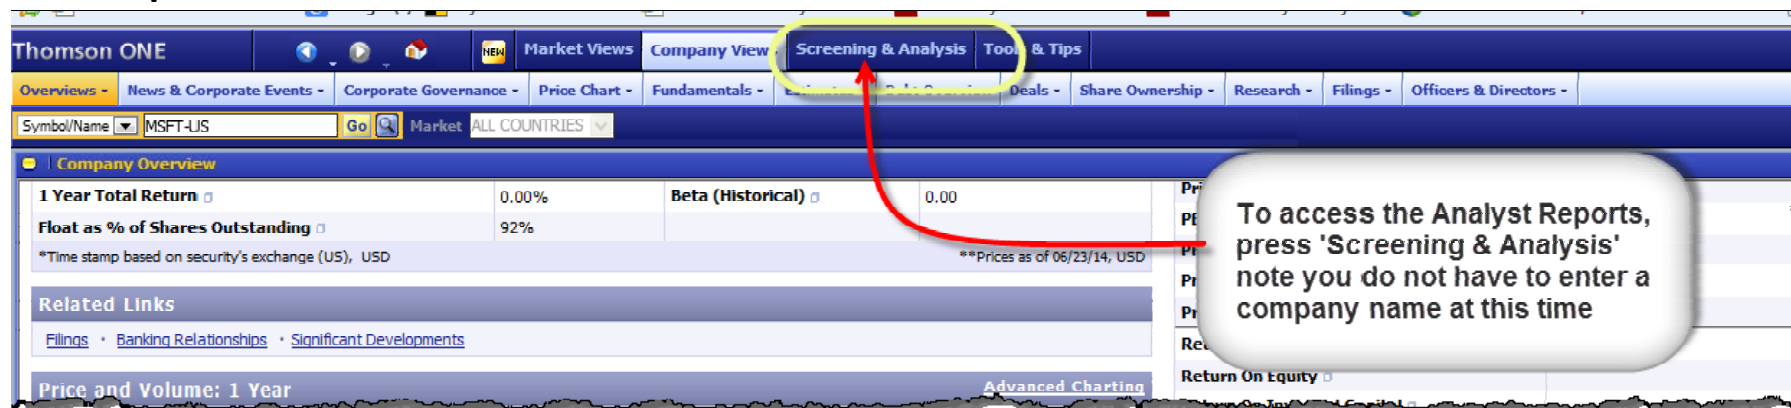 Thomson ONE NEW Market Views Company Views Screening & Analysis Tools & Tips
Overviews News & Corporate Events Corporate Governance Price Chart Fundamentals Deals Share Ownership Research Filings Officers & Directors
Symbol/Name MSFT-US Go Market ALL COUNTRIES
Company Overview
1 Year Total Return 0.00% Beta (Historical) 0.00
Float as % of Shares Outstanding 92%
*Time stamp based on security's exchange (US), USD **Prices as of 06/23/14, USD
Related Links
Filings · Banking Relationships · Significant Developments
Price and Volume: 1 Year Advanced Charting
To access the Analyst Reports,
press 'Screening & Analysis'
note you do not have to enter a
company name at this time
Return On Equity